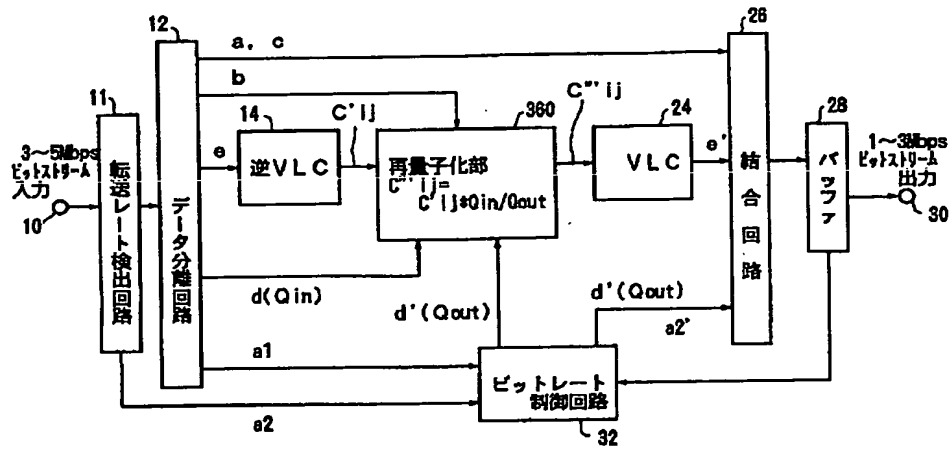 12
26
a, c
b
11
14
C'ij
360
C"'ij
24
28
3〜5Mbps
ビットストリーム
入力
10
転送レート検出回路
データ分離回路
e
逆VLC
再量子化部
C"'ij=
C'ij*Qin/Qout
VLC
e'
結合回路
バッファ
1〜3Mbps
ビットストリーム
出力
30
d(Qin)
d'(Qout)
d'(Qout)
a2'
a1
a2
ビットレート
制御回路
32